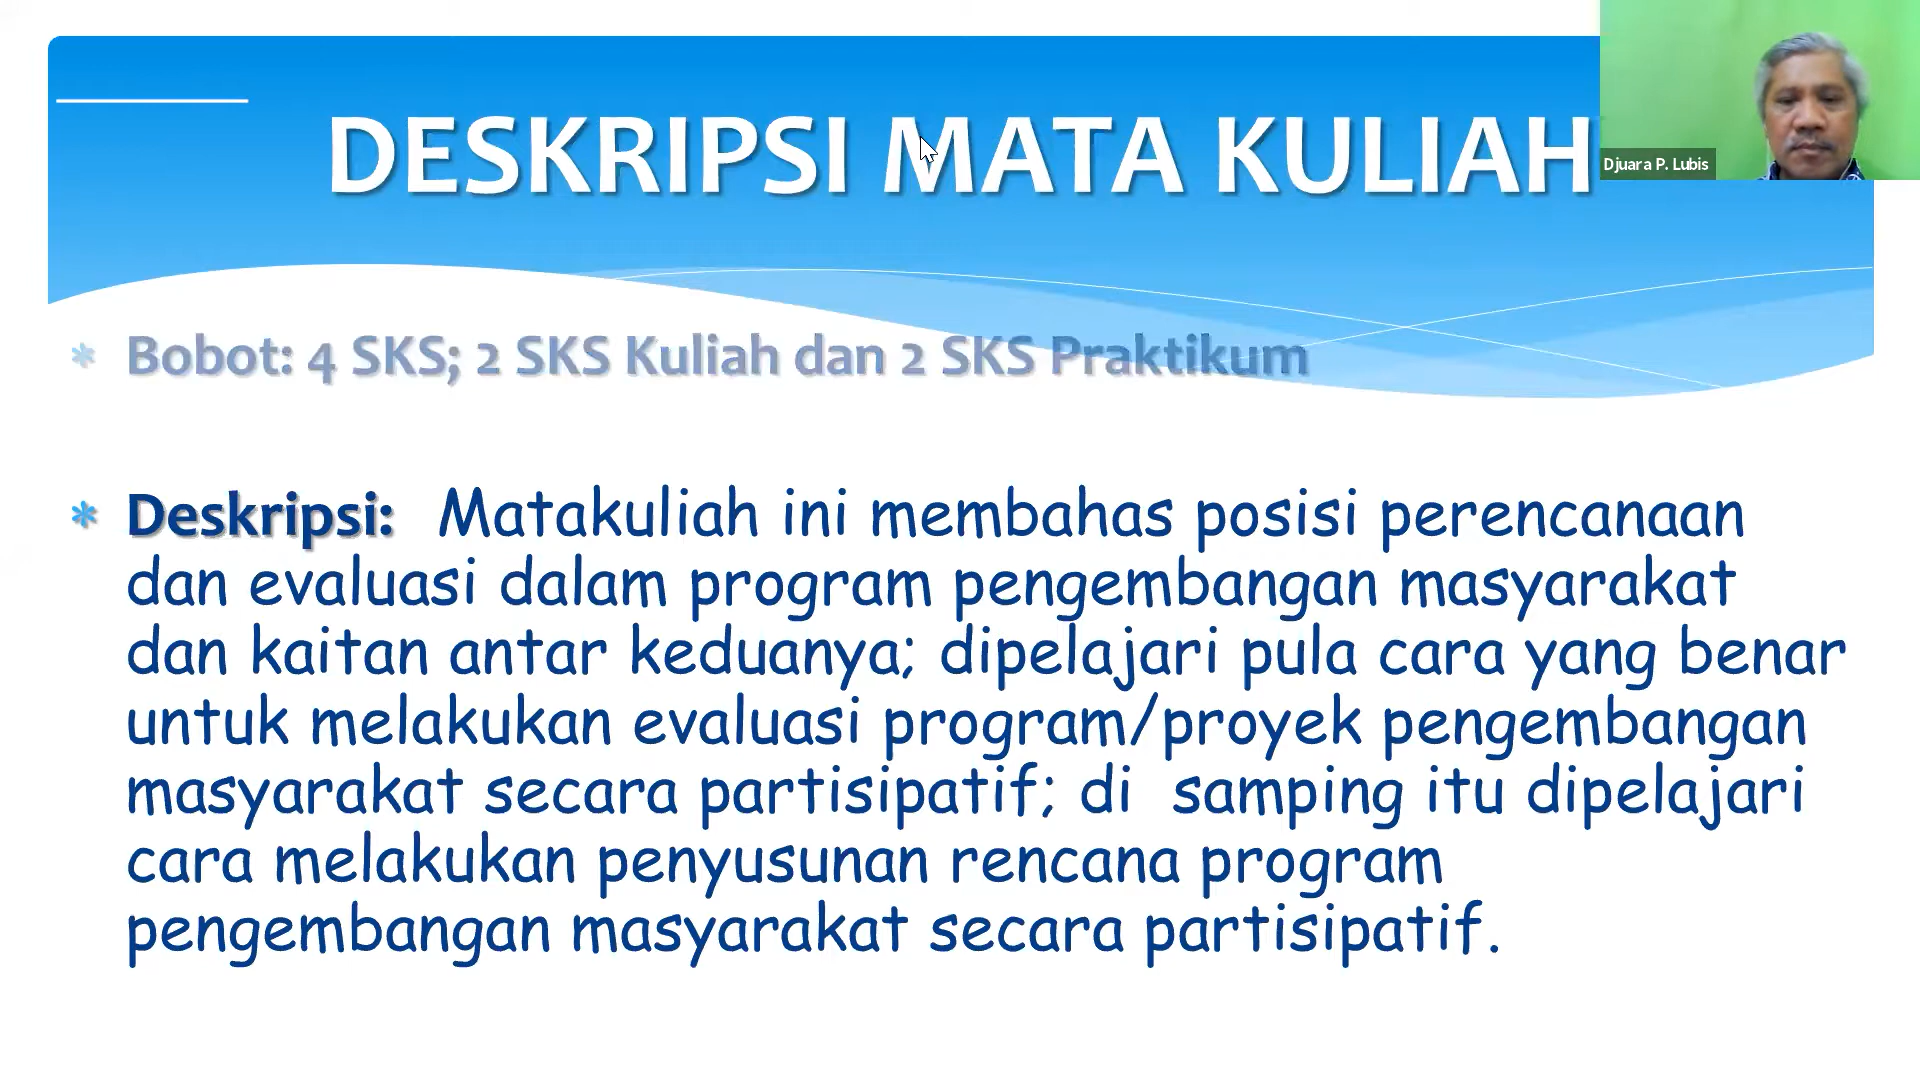 DESKRIPSI MATA KULIAH
Djuara P. Lubis
* Bobot: 4 SKS; 2 SKS Kuliah dan 2 SKS Praktikum
* Deskripsi: Matakuliah ini membahas posisi perencanaan
dan evaluasi dalam program pengembangan masyarakat
dan kaitan antar keduanya; dipelajari pula cara yang benar
untuk melakukan evaluasi program/proyek pengembangan
masyarakat secara partisipatif; di samping itu dipelajari
cara melakukan penyusunan rencana program
pengembangan masyarakat secara partisipatif.